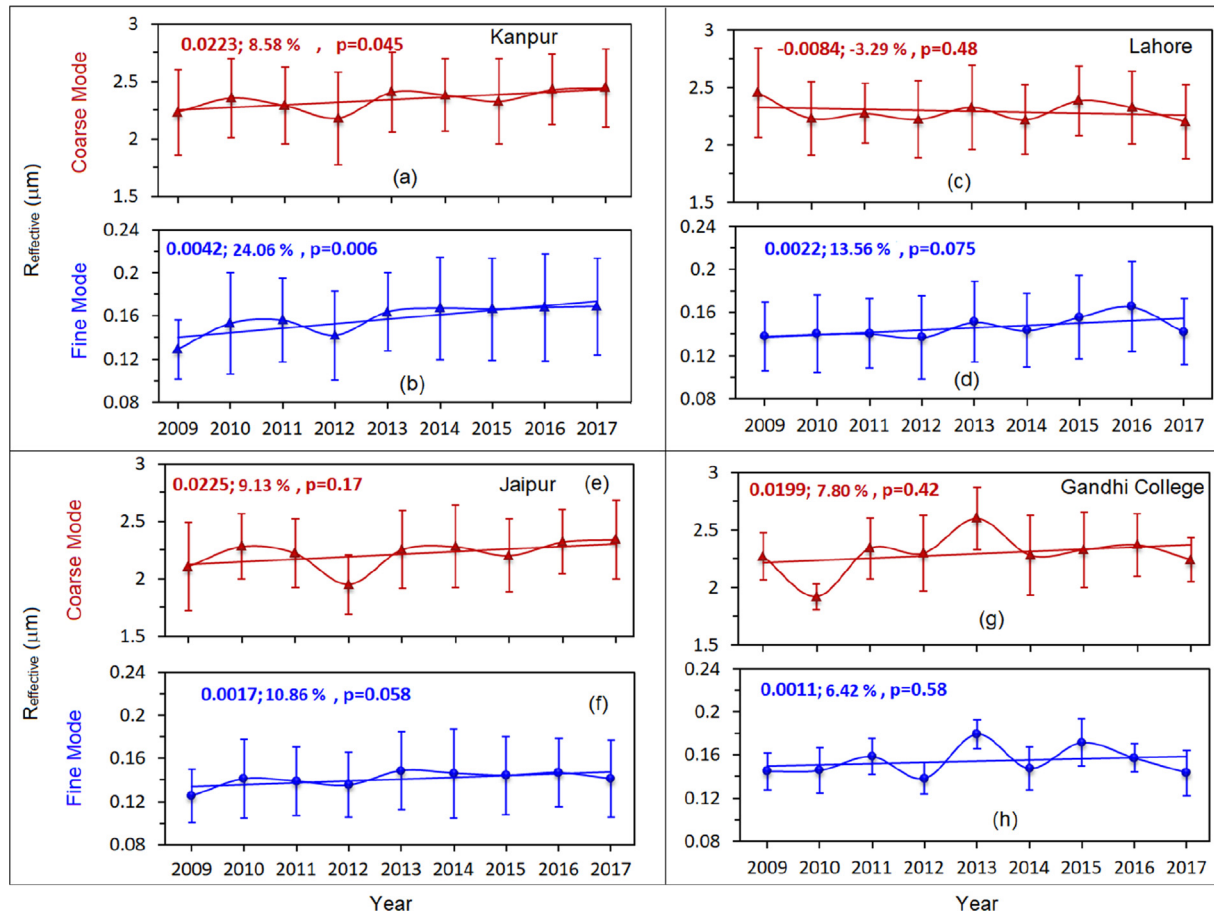 3
0.0223; 8.58 % , p=0.045
Kanpur
2.5
2
1.5
Coarse Mode
(a)
0.24
0.0042; 24.06 % , p=0.006
0.2
0.16
0.12
0.08
Fine Mode
(b)
Reffective (μm)
2009 2010 2011 2012 2013 2014 2015 2016 2017
3
-0.0084; -3.29 % , p=0.48
Lahore
2.5
2
1.5
(c)
0.24
0.0022; 13.56 % , p=0.075
0.2
0.16
0.12
0.08
(d)
2009 2010 2011 2012 2013 2014 2015 2016 2017
3
0.0225; 9.13 % , p=0.17
Jaipur
(e)
2.5
2
1.5
Coarse Mode
0.24
0.0017; 10.86 % , p=0.058
(f)
0.2
0.16
0.12
0.08
Fine Mode
Reffective (μm)
2009 2010 2011 2012 2013 2014 2015 2016 2017
Year
3
0.0199; 7.80 % , p=0.42
Gandhi College
2.5
2
1.5
(g)
0.24
0.0011; 6.42 % , p=0.58
0.2
0.16
0.12
0.08
(h)
2009 2010 2011 2012 2013 2014 2015 2016 2017
Year